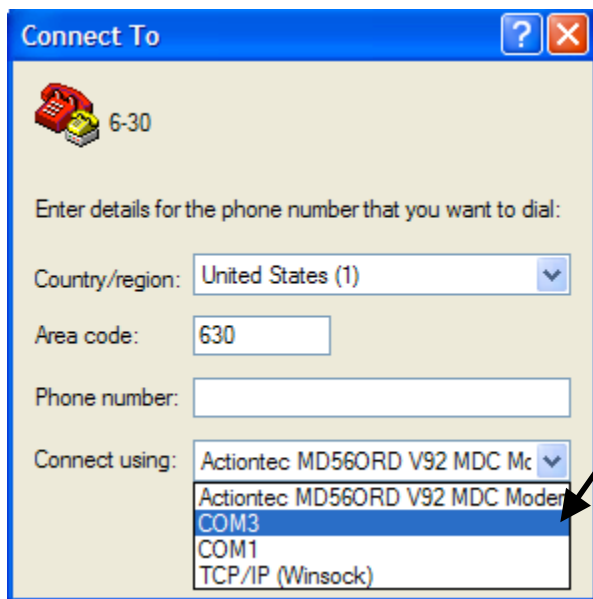 Connect To
6-30
Enter details for the phone number that you want to dial:
Country/region: United States (1)
Area code: 630
Phone number:
Connect using: Actiontec MD56ORD V92 MDC Mc
Actiontec MD56ORD V92 MDC Moder
COM3
COM1
TCP/IP (Winsock)